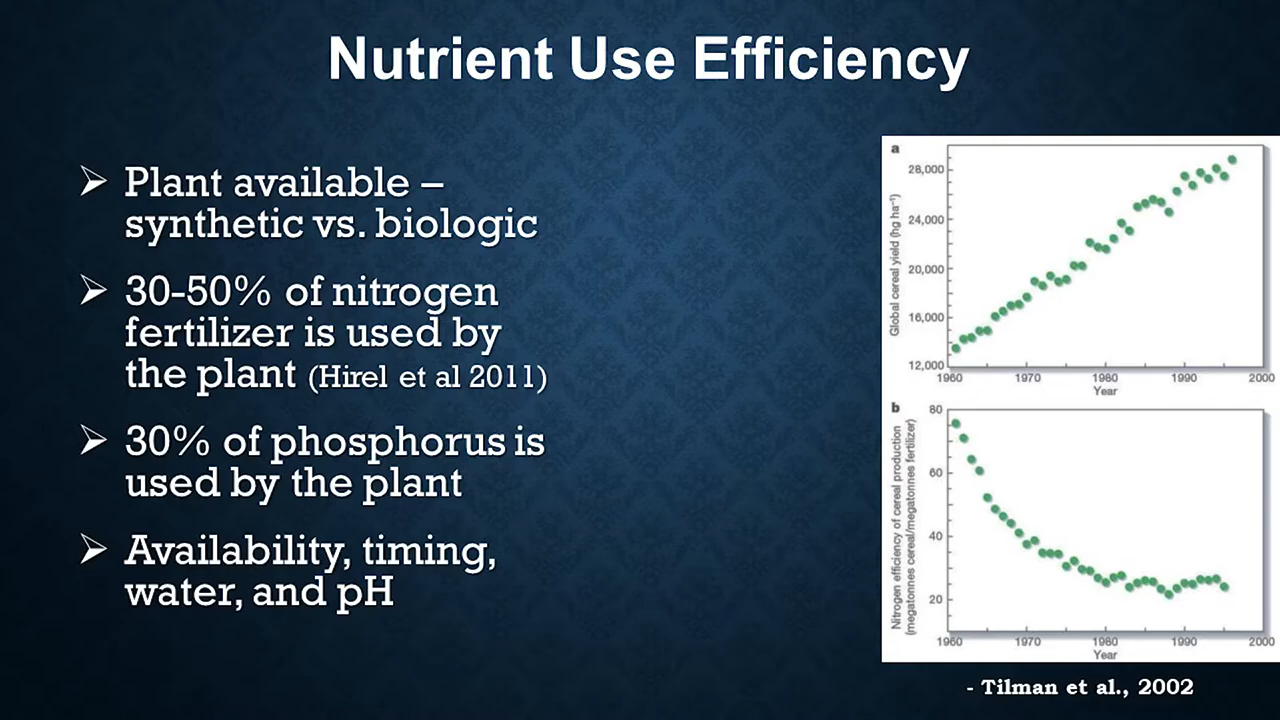 Nutrient Use Efficiency
➢ Plant available –
synthetic vs. biologic
➢ 30-50% of nitrogen
fertilizer is used by
the plant (Hirel et al 2011)
➢ 30% of phosphorus is
used by the plant
➢ Availability, timing,
water, and pH
a
Global cereal yield (hg ha⁻¹)
28,000
24,000
20,000
16,000
12,000
1960 1970 1980 1990 2000
Year
b
Nitrogen efficiency of cereal production
(megatonnes cereal/megatonnes fertilizer)
80
60
40
20
1960 1970 1980 1990 2000
Year
- Tilman et al., 2002